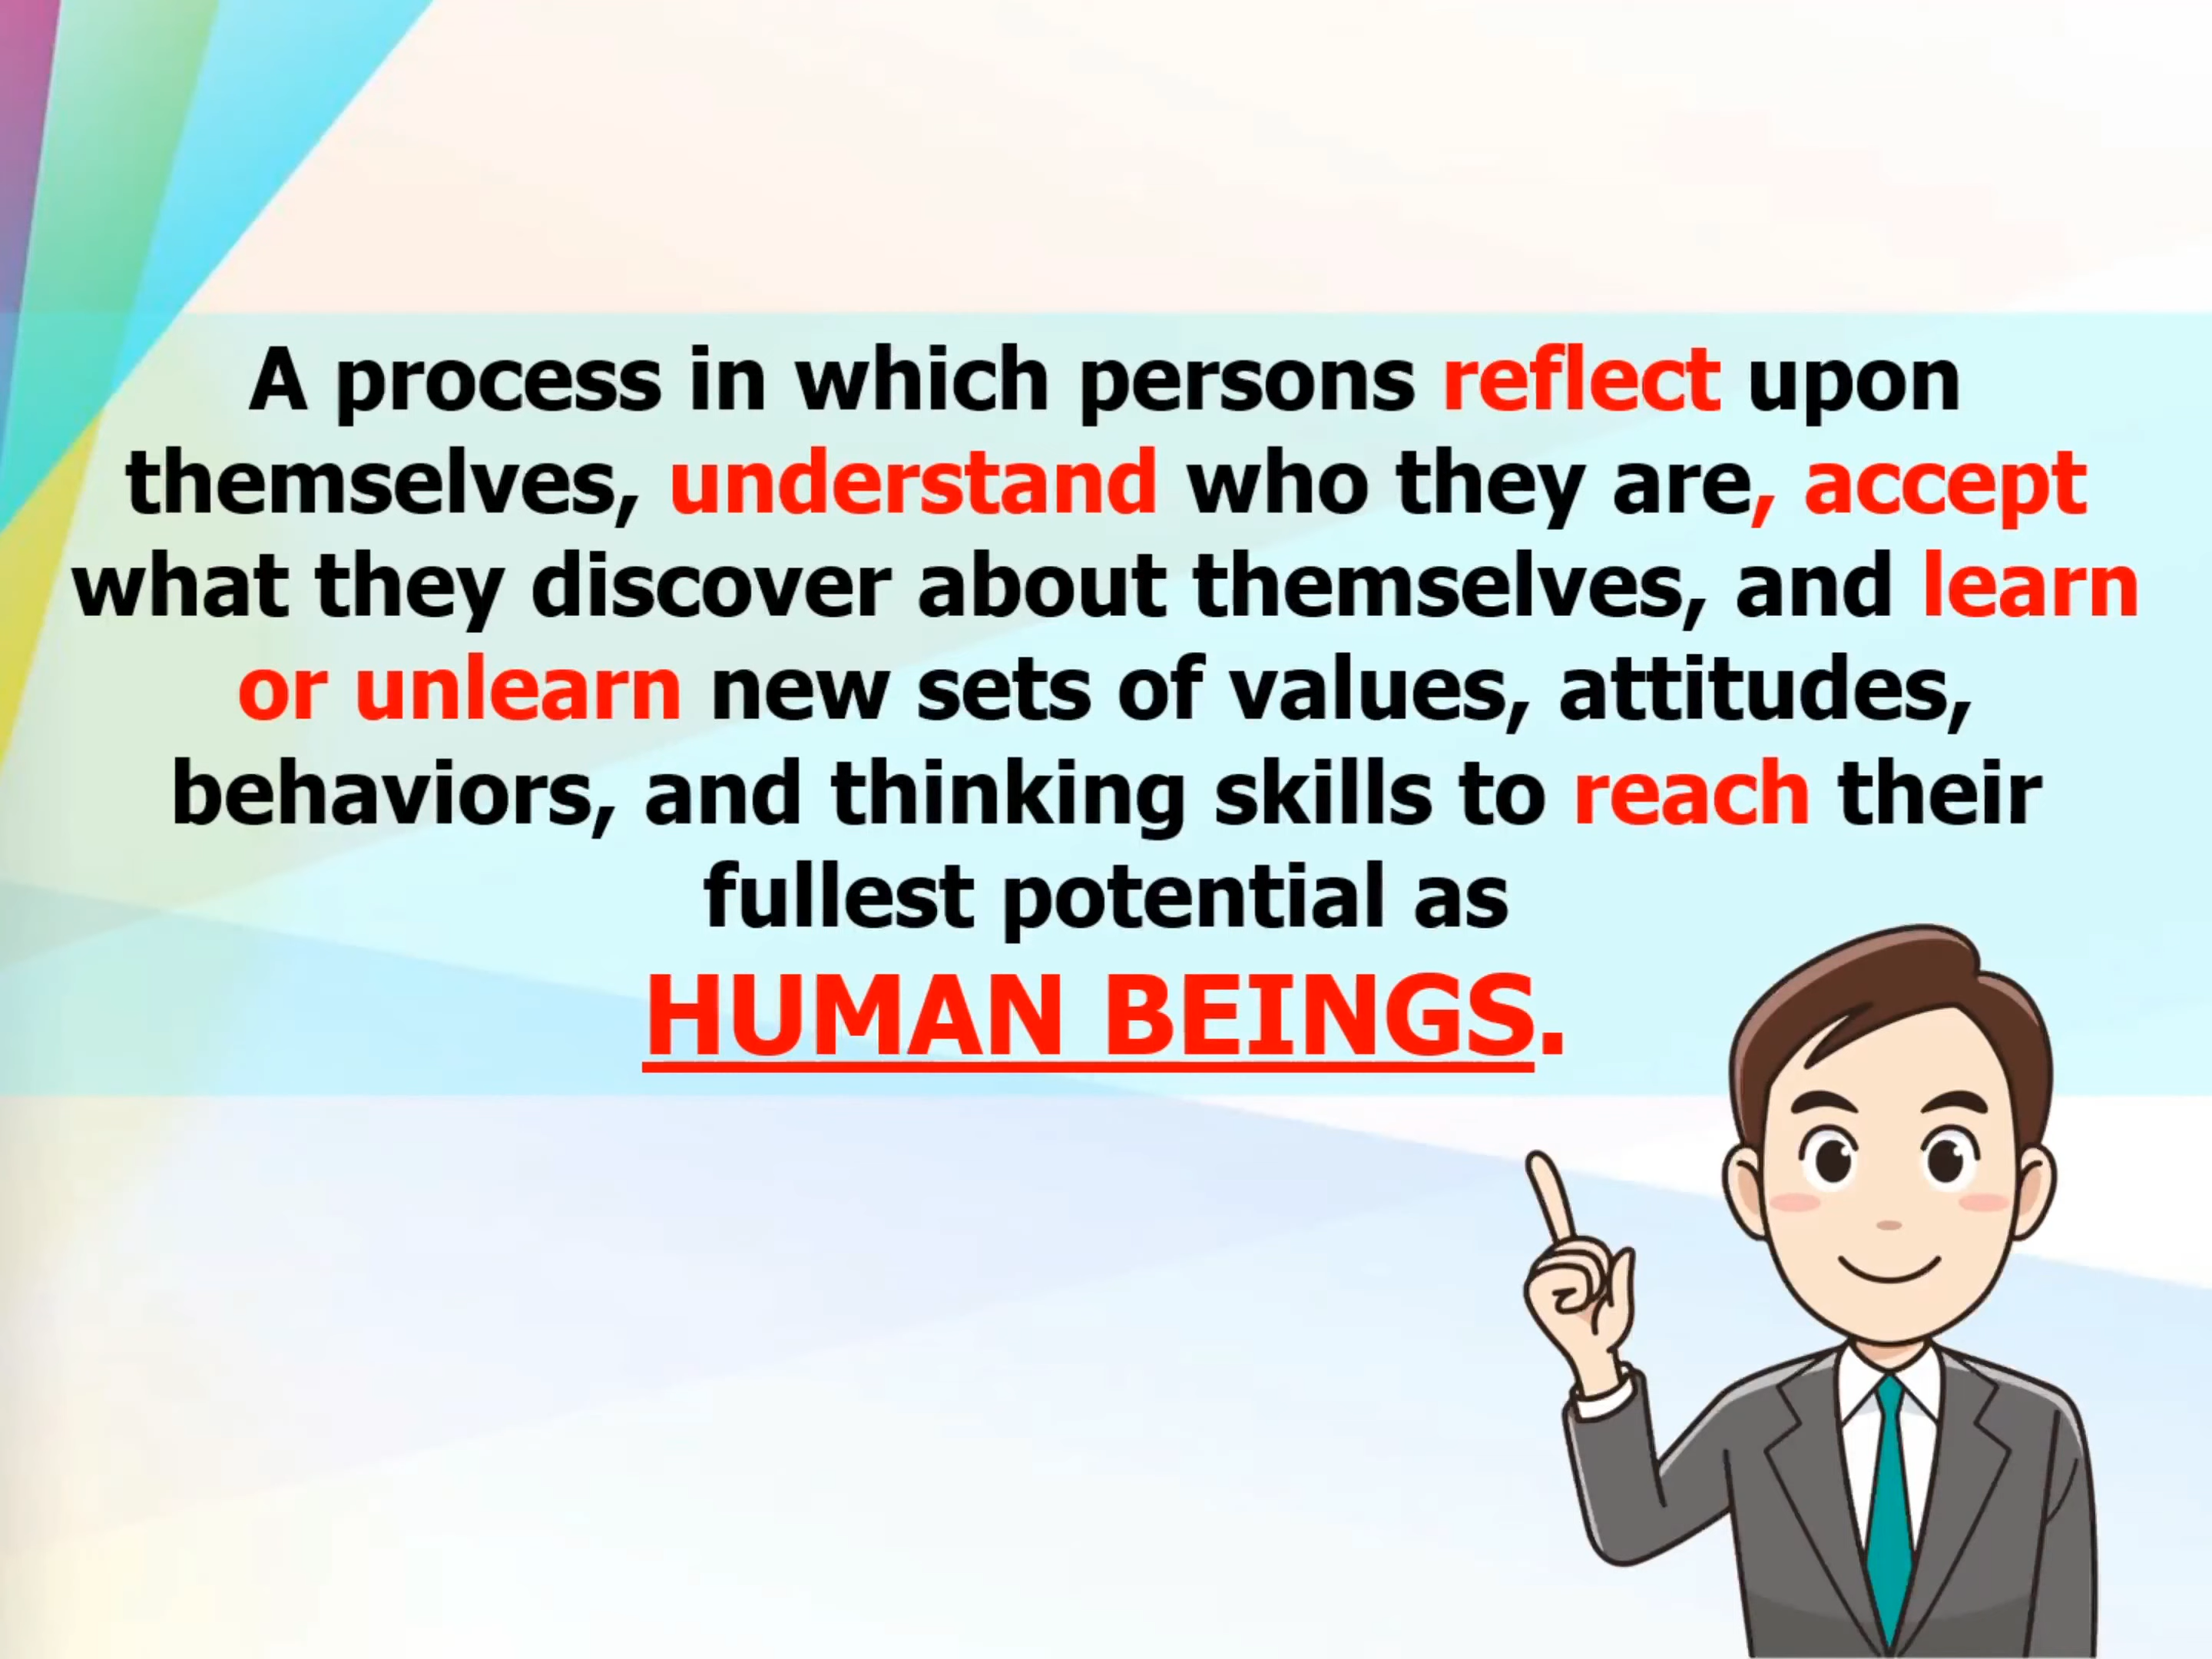 A process in which persons reflect upon
themselves, understand who they are, accept
what they discover about themselves, and learn
or unlearn new sets of values, attitudes,
behaviors, and thinking skills to reach their
fullest potential as
HUMAN BEINGS.